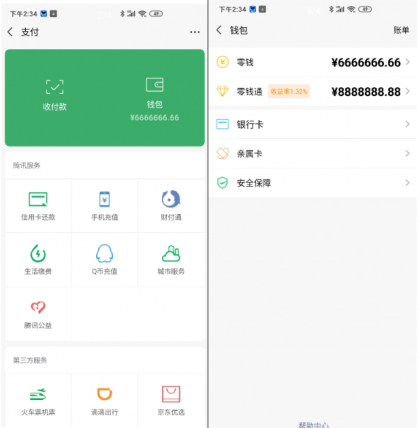 下午2:34
支付
收付款
钱包
¥6666666.66
腾讯服务
信用卡还款
手机充值
财付通
生活缴费
Q币充值
城市服务
腾讯公益
第三方服务
火车票机票
滴滴出行
京东优选
下午2:34
钱包
账单
零钱
¥6666666.66
零钱通
收益率1.32%
¥8888888.88
银行卡
亲属卡
安全保障
帮助中心